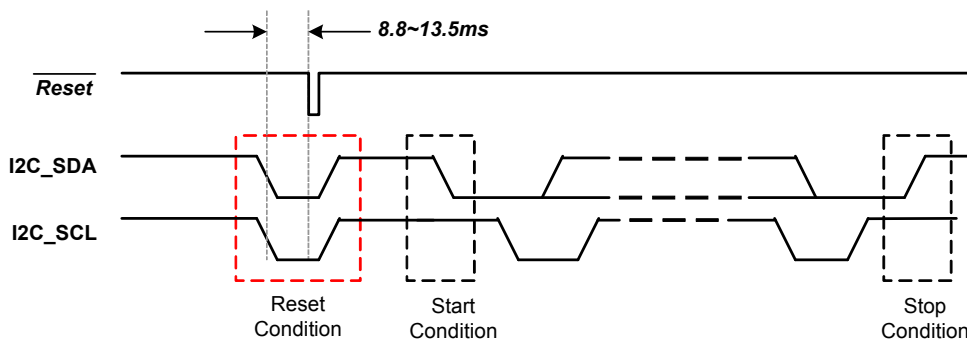 8.8~13.5ms
Reset
I2C_SDA
I2C_SCL
Reset
Condition
Start
Condition
Stop
Condition